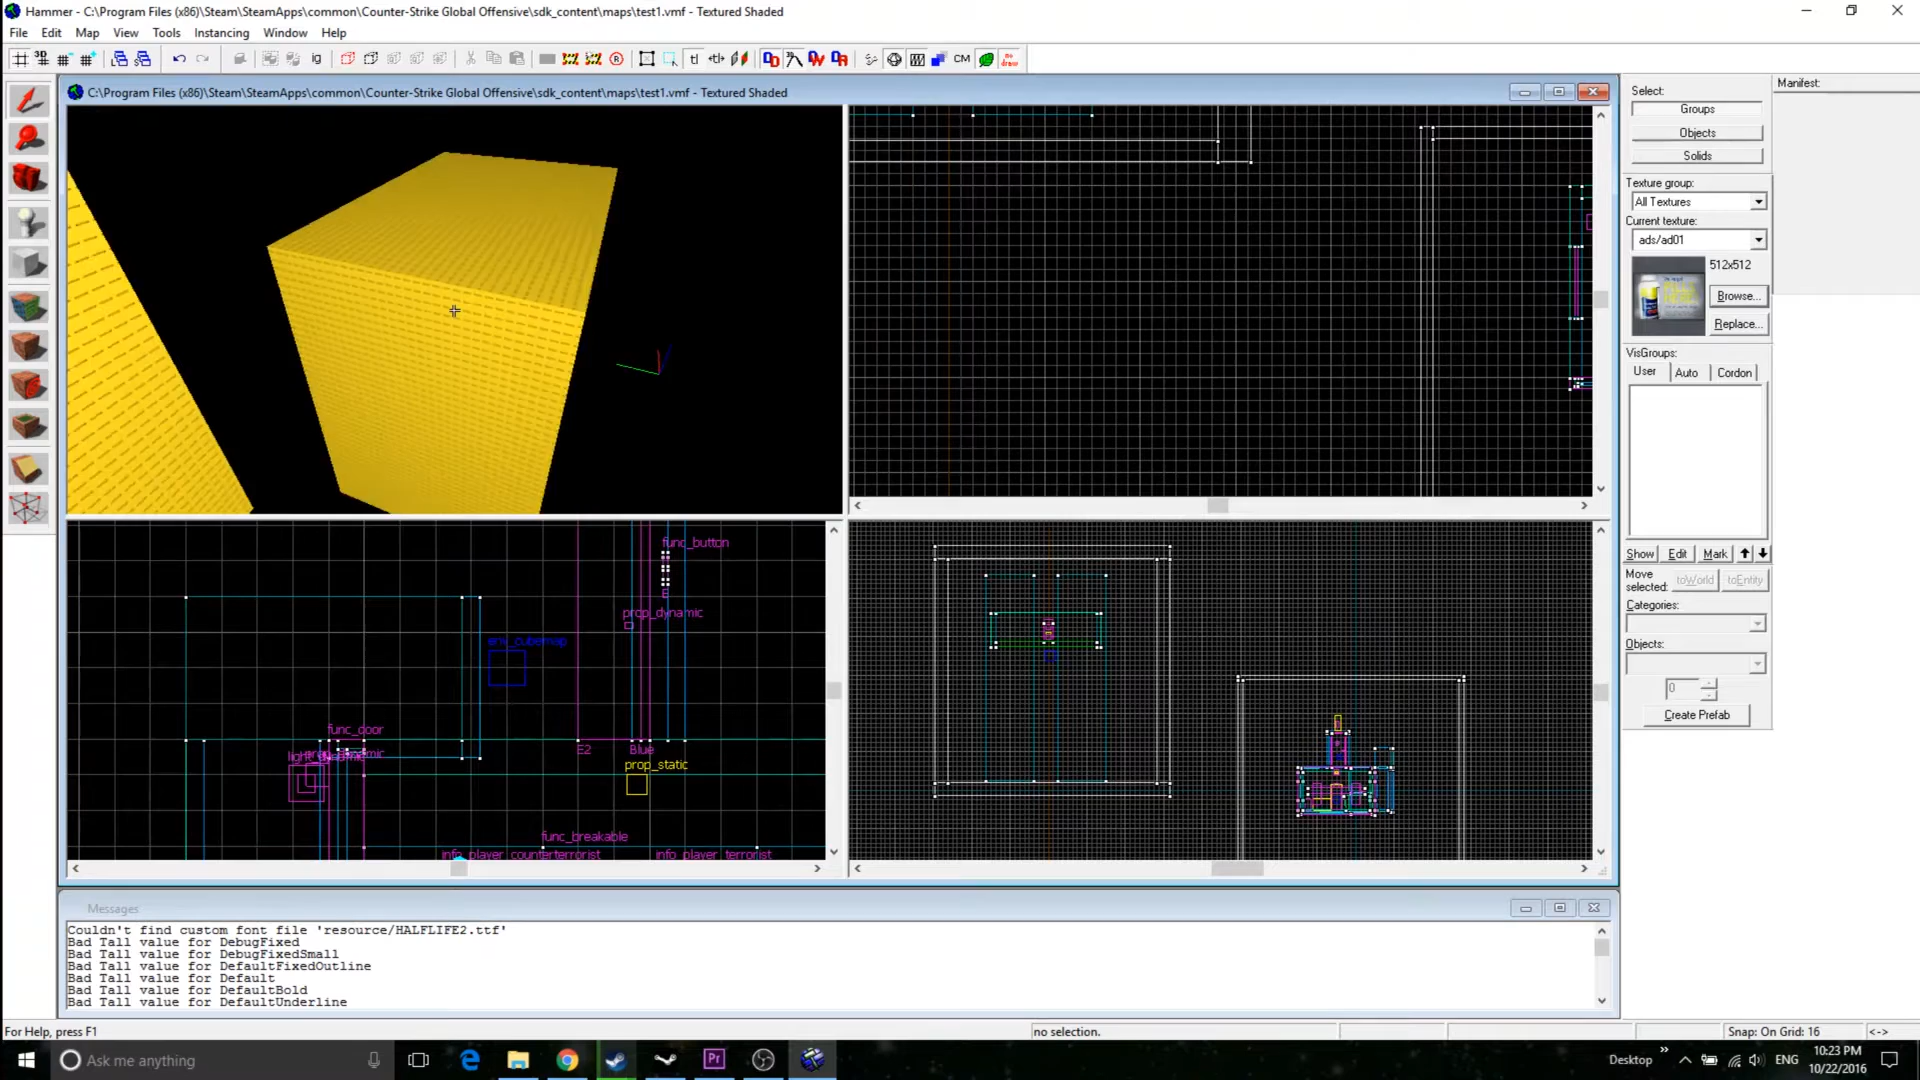 Hammer - C:\Program Files (x86)\Steam\SteamApps\common\Counter-Strike Global Offensive\sdk_content\maps\test1.vmf - Textured Shaded
File Edit Map View Tools Instancing Window Help
C:\Program Files (x86)\Steam\SteamApps\common\Counter-Strike Global Offensive\sdk_content\maps\test1.vmf - Textured Shaded
Select:
Groups
Objects
Solids
Texture group:
All Textures
Current texture:
ads/ad01
512x512
Browse...
Replace...
VisGroups:
User Auto Cordon
Show Edit Mark
Move selected: toWorld toEntity
Categories:
Objects:
0
Create Prefab
Manifest:
func_button
E
prop_dynamic
env_cubemap
func_door
E2 Blue
prop_static
func_breakable
info_player_counterterrorist info_player_terrorist
Messages
Couldn't find custom font file 'resource/HALFLIFE2.ttf'
Bad Tall value for DebugFixed
Bad Tall value for DebugFixedSmall
Bad Tall value for DefaultFixedOutline
Bad Tall value for Default
Bad Tall value for DefaultBold
Bad Tall value for DefaultUnderline
For Help, press F1
no selection.
Snap: On Grid: 16 <->
Ask me anything
Desktop
ENG
10:23 PM
10/22/2016